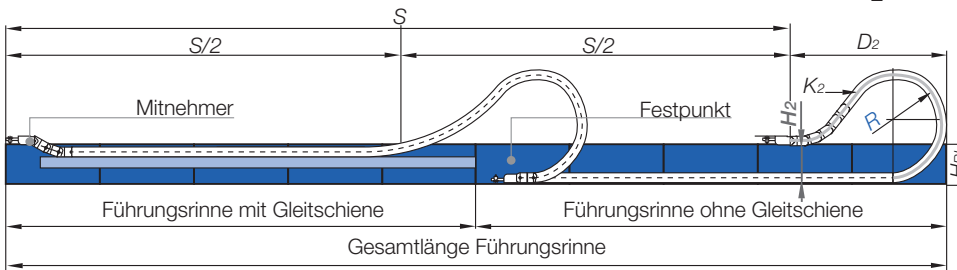 S
S/2
S/2
D2
K2
Mitnehmer
Festpunkt
H2
R
Führungsrinne mit Gleitschiene
Führungsrinne ohne Gleitschiene
Gesamtlänge Führungsrinne